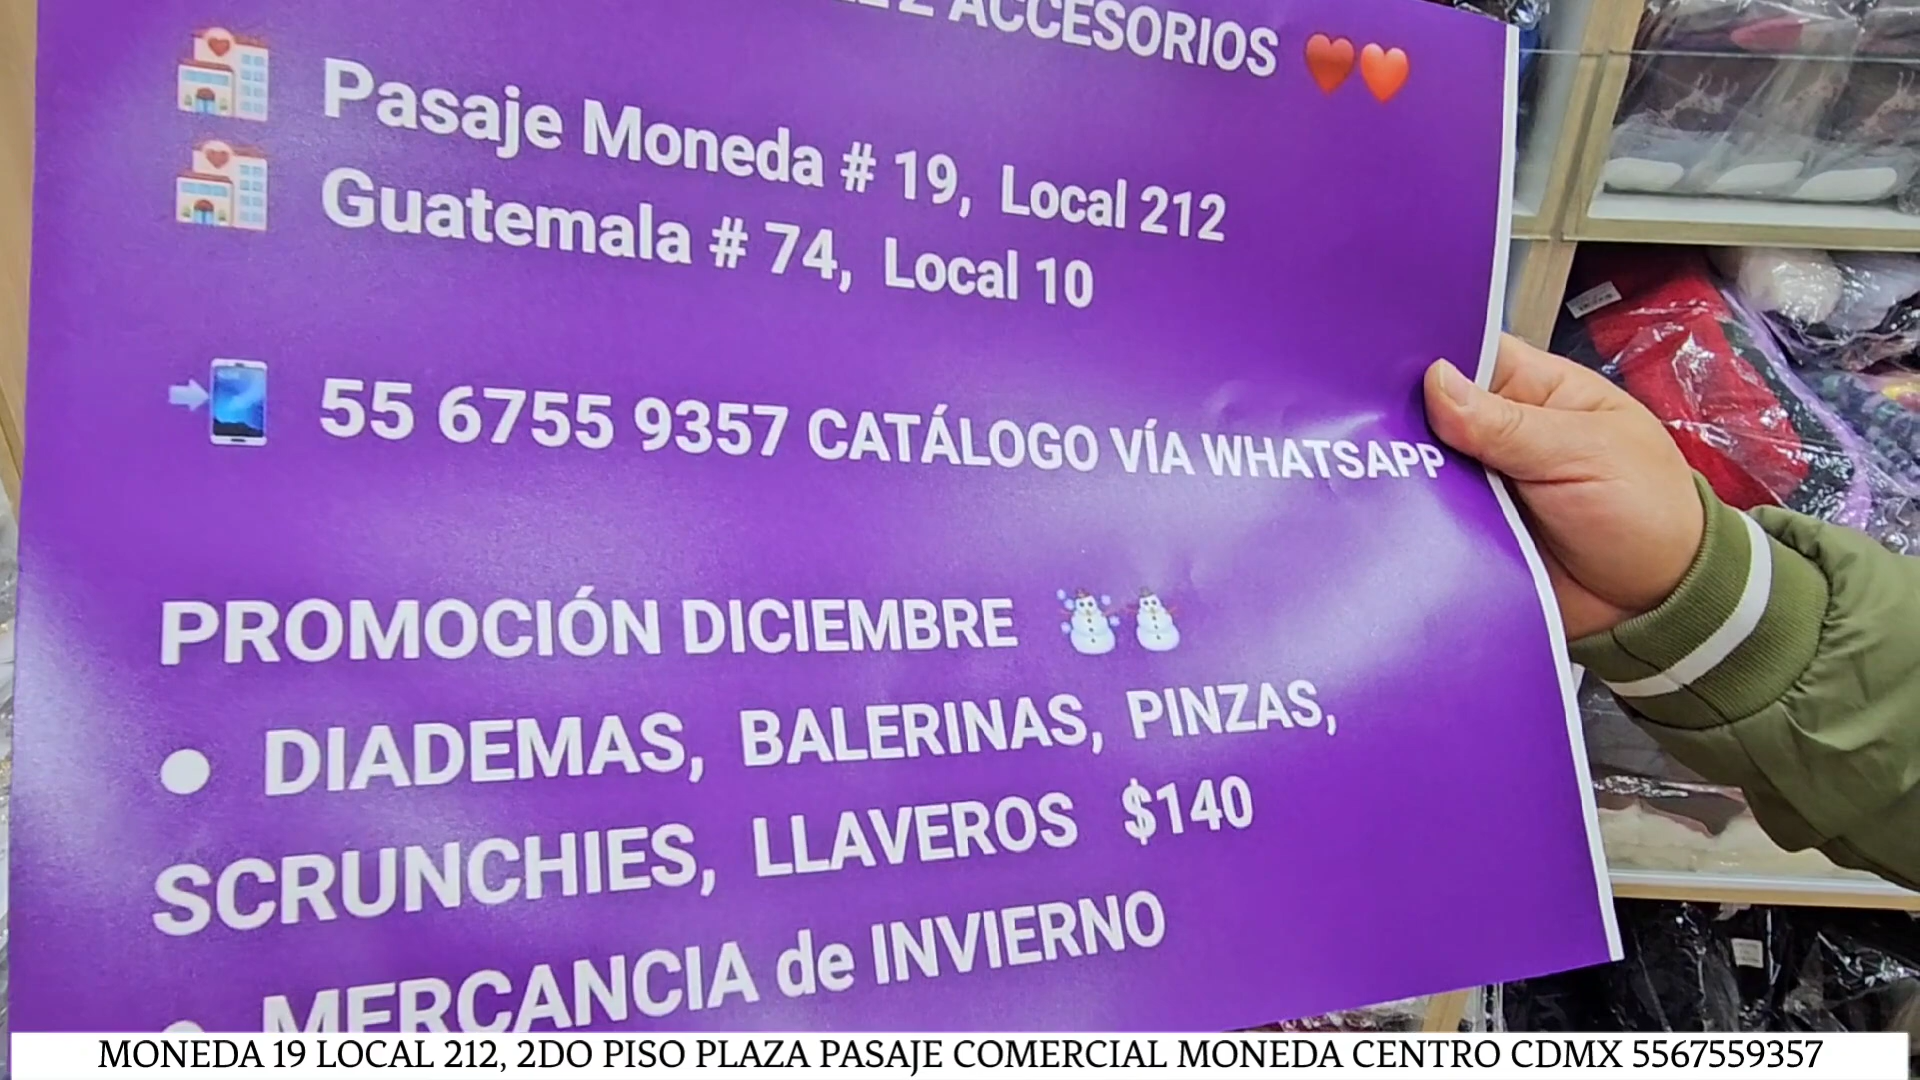 ACCESORIOS
Pasaje Moneda # 19, Local 212
Guatemala # 74, Local 10
55 6755 9357 CATÁLOGO VÍA WHATSAPP
PROMOCIÓN DICIEMBRE
● DIADEMAS, BALERINAS, PINZAS,
SCRUNCHIES, LLAVEROS $140
● MERCANCIA de INVIERNO
MONEDA 19 LOCAL 212, 2DO PISO PLAZA PASAJE COMERCIAL MONEDA CENTRO CDMX 5567559357